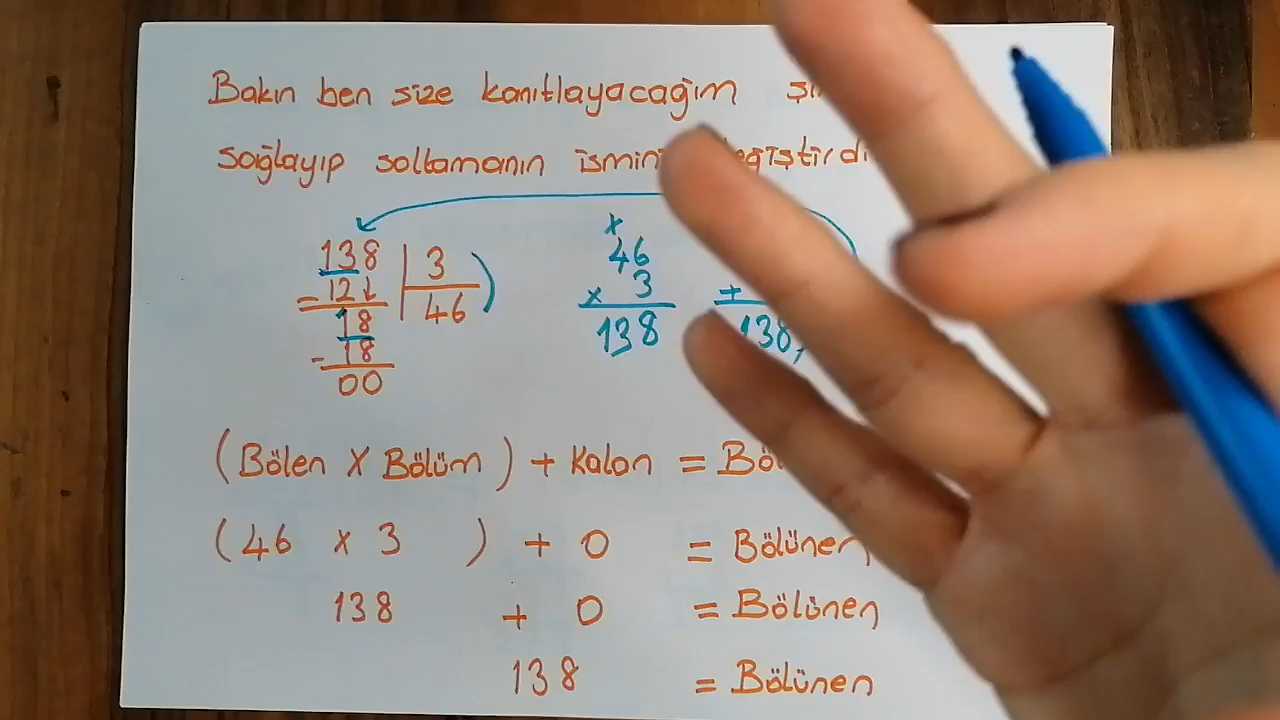 Bakın ben size kanıtlayacağım
sağlayıp sollamanın ismini
138 3
- 12↓ 46
18
- 18
00
46
x 3
138
+
138,
(Bölen X Bölüm) + Kalan =
(46 x 3) + 0 = Bölünen
138 + 0 = Bölünen
138 = Bölünen